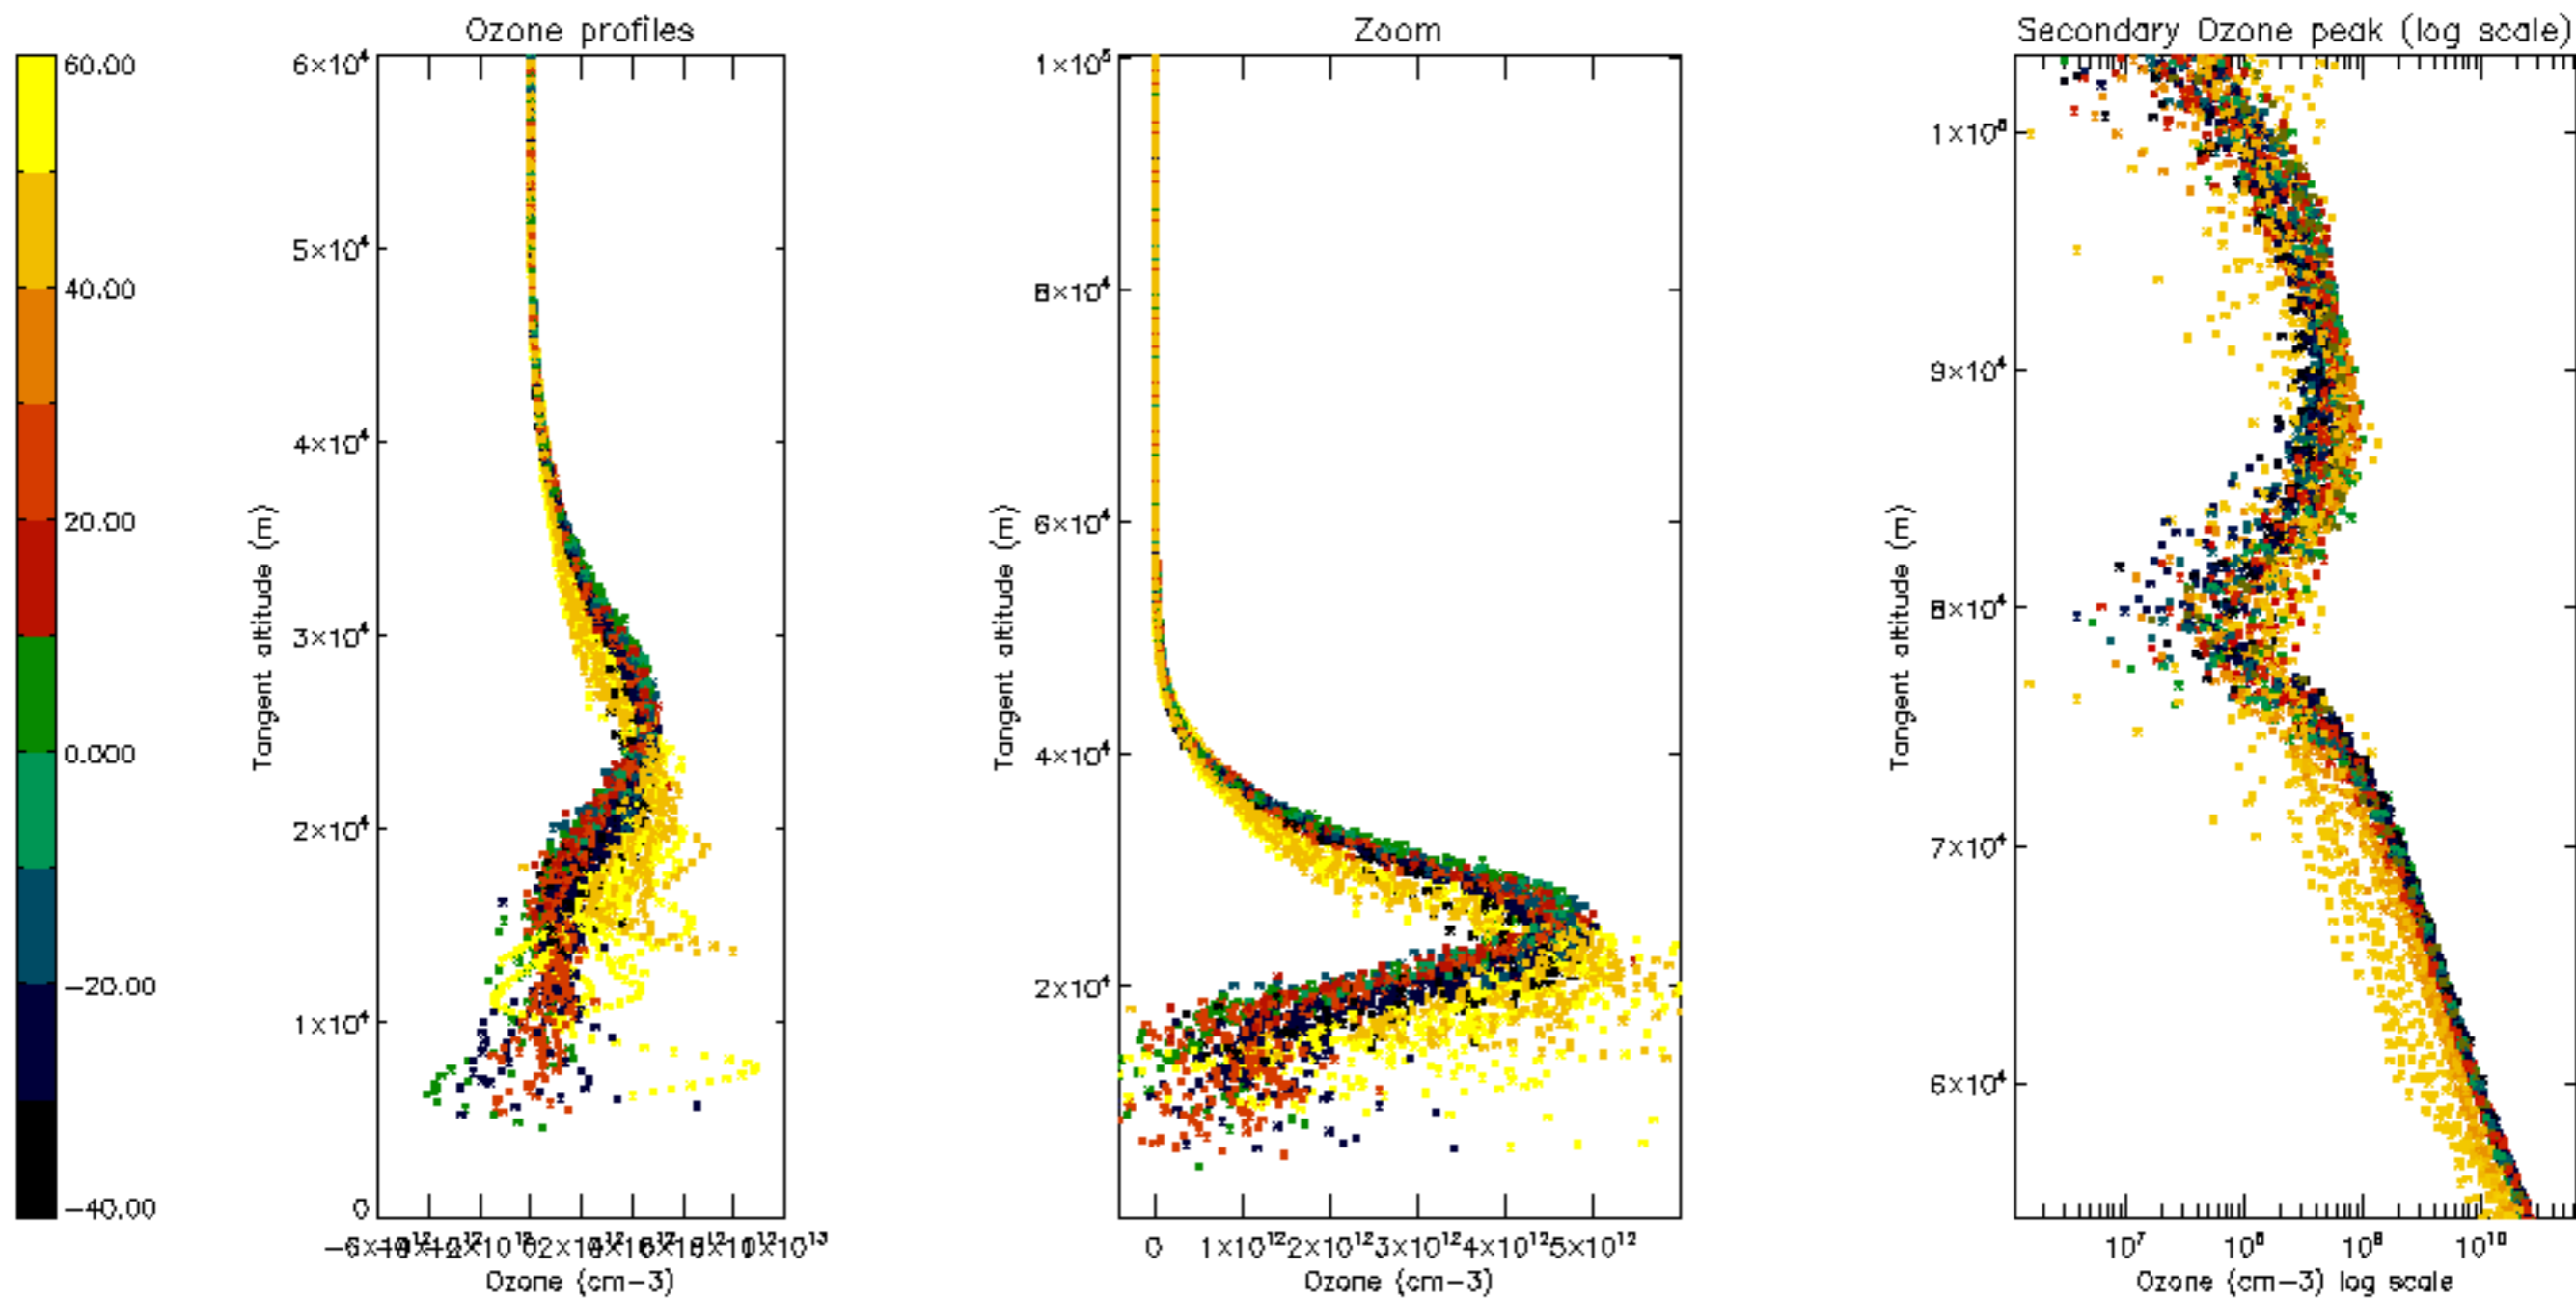 Ozone profiles
Zoom
Secondary Ozone peak (log scale)
60.00
40.00
20.00
0.000
−20.00
−40.00
6×10⁴
5×10⁴
4×10⁴
3×10⁴
2×10⁴
1×10⁴
0
Tangent altitude (m)
Ozone (cm−3)
1×10⁵
8×10⁴
6×10⁴
4×10⁴
2×10⁴
Tangent altitude (m)
0 1×10¹² 2×10¹² 3×10¹² 4×10¹² 5×10¹²
Ozone (cm−3)
9×10⁴
8×10⁴
7×10⁴
6×10⁴
Tangent altitude (m)
10⁷ 10⁸ 10⁹ 10¹⁰
Ozone (cm−3) log scale